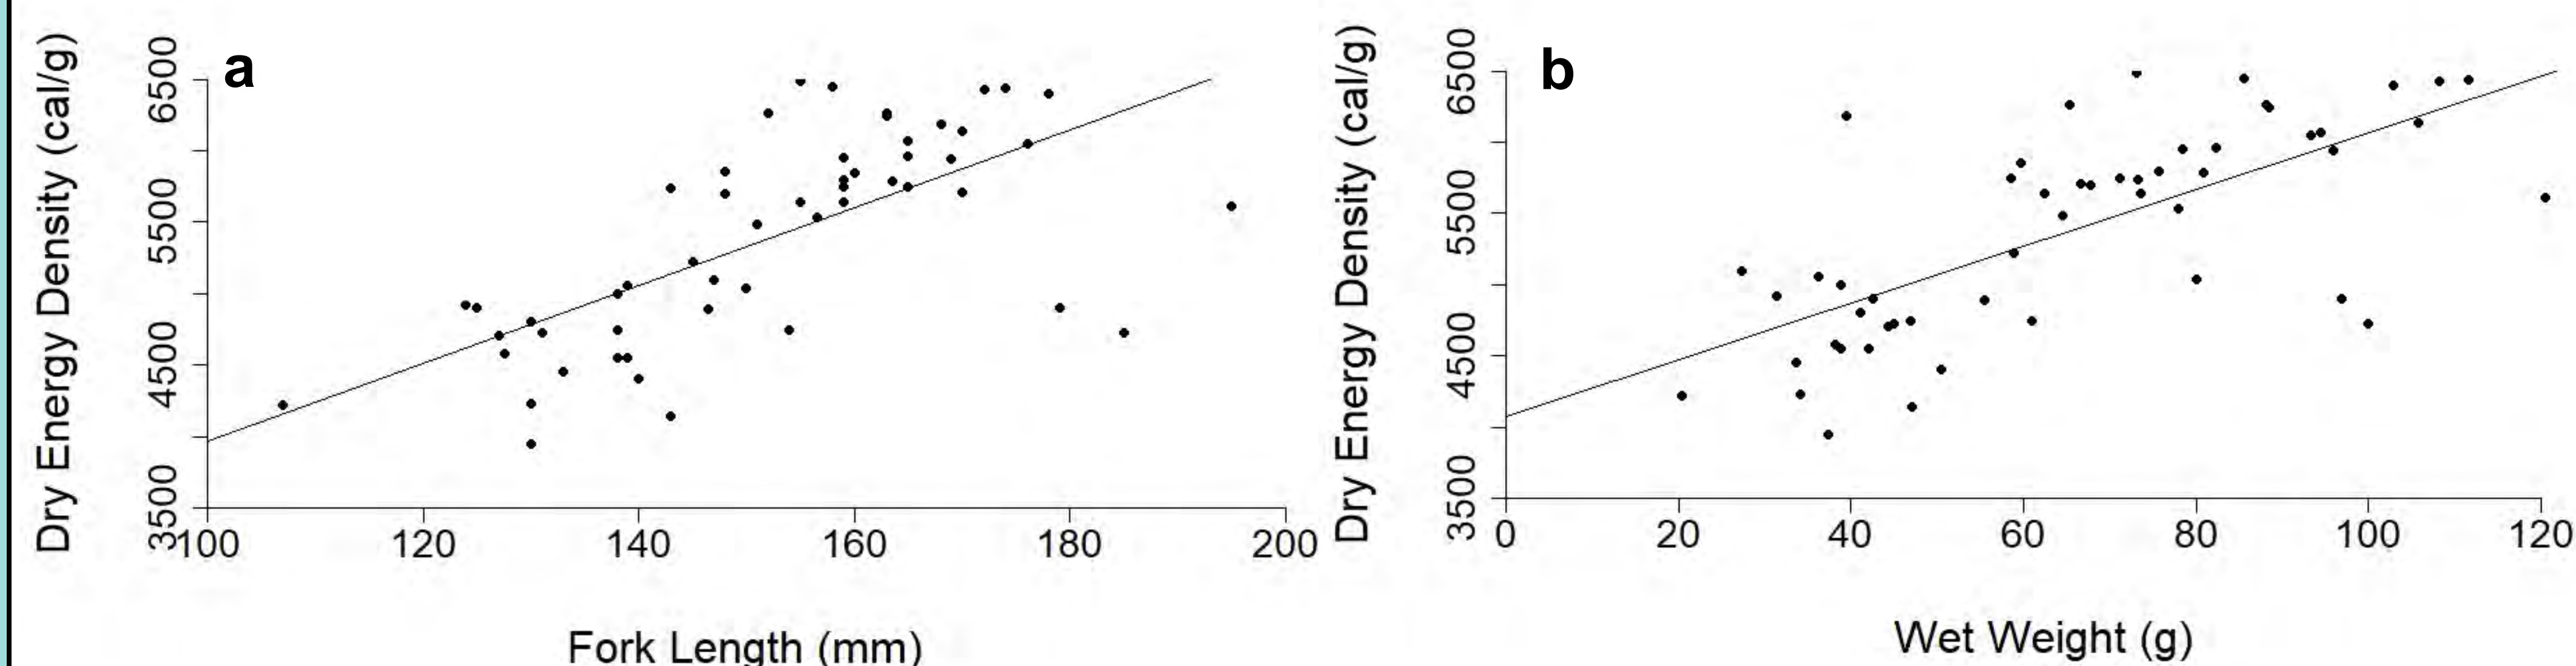 a
Dry Energy Density (cal/g)
6500
5500
4500
3500
100 120 140 160 180 200
Fork Length (mm)
b
Dry Energy Density (cal/g)
6500
5500
4500
3500
0 20 40 60 80 100 120
Wet Weight (g)